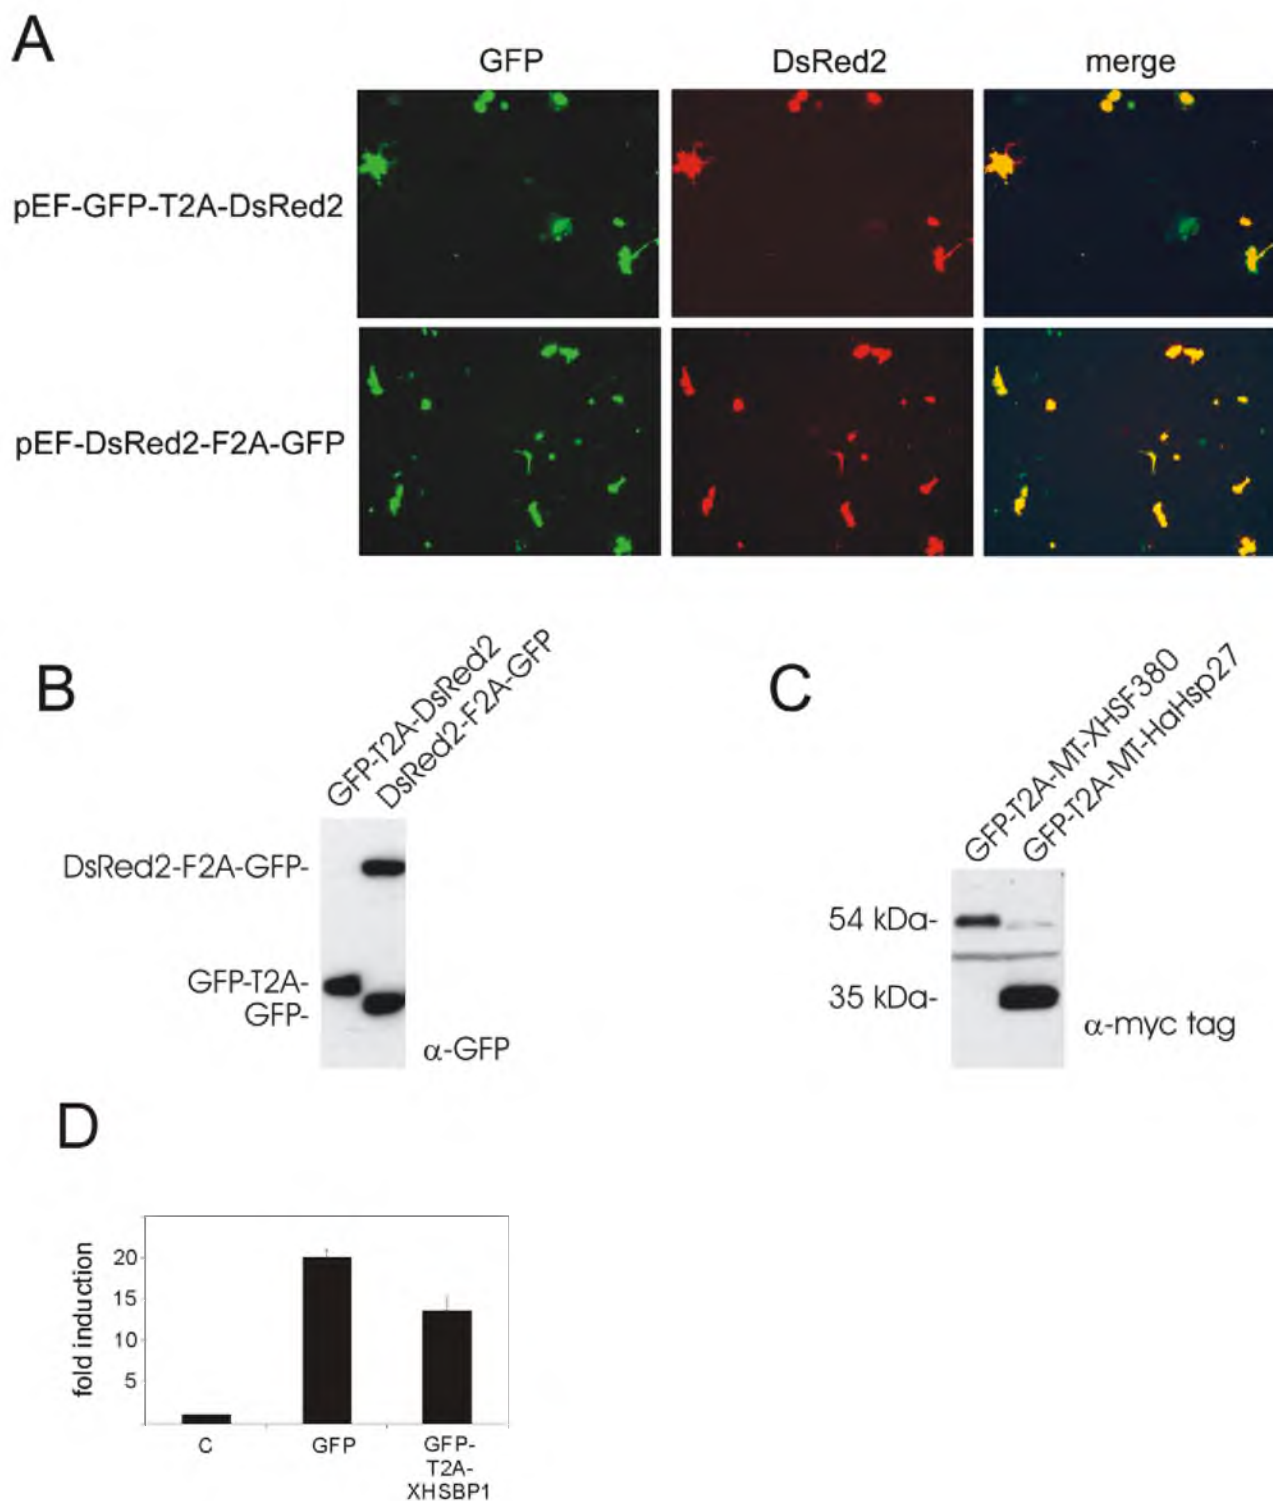 A
GFP
DsRed2
merge
pEF-GFP-T2A-DsRed2
pEF-DsRed2-F2A-GFP
B
GFP-T2A-DsRed2
DsRed2-F2A-GFP
DsRed2-F2A-GFP-
GFP-T2A-
GFP-
α-GFP
C
GFP-T2A-MT-XHSF380
GFP-T2A-MT-HaHsp27
54 kDa-
35 kDa-
α-myc tag
D
fold induction
20
15
10
5
C
GFP
GFP-
T2A-
XHSBP1